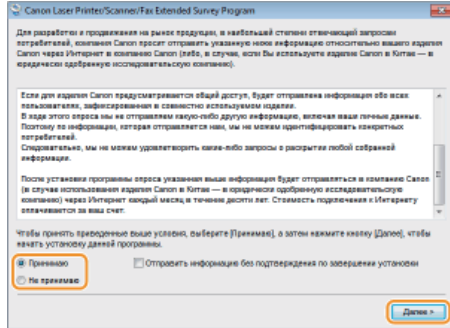 Canon Laser Printer/Scanner/Fax Extended Survey Program
Для разработки и продвижения на рынок продукции, в наибольшей степени отвечающей запросам
потребителей, компания Canon просит отправить указанную ниже информацию относительно вашего изделия
Canon через Интернет в компанию Canon (либо, в случае, если Вы используете изделие Canon в Китае — в
юридически одобренную исследовательскую компанию).
Если для изделия Canon предусматривается общий доступ, будет отправлена информация обо всех
пользователях, зафиксированная в совместно используемом изделии.
В ходе этого опроса мы не отправляем какую-либо другую информацию, включая ваши личные данные.
Поэтому по информации, которая отправляется нам, мы не можем идентифицировать конкретных
потребителей.
Следовательно, мы не можем удовлетворить какие-либо запросы о раскрытии любой собранной
информации.
После установки программы опроса указанная выше информация будет отправляться в компанию Canon
(в случае использования изделия Canon в Китае — в юридически одобренную исследовательскую
компанию) через Интернет каждый месяц в течение десяти лет. Стоимость подключения к Интернету
оплачивается за ваш счет.
Чтобы принять приведенные выше условия, выберите [Принимаю], а затем нажмите кнопку [Далее], чтобы
начать установку данной программы.
Принимаю
Отправить информацию без подтверждения по завершении установки
Не принимаю
Далее >